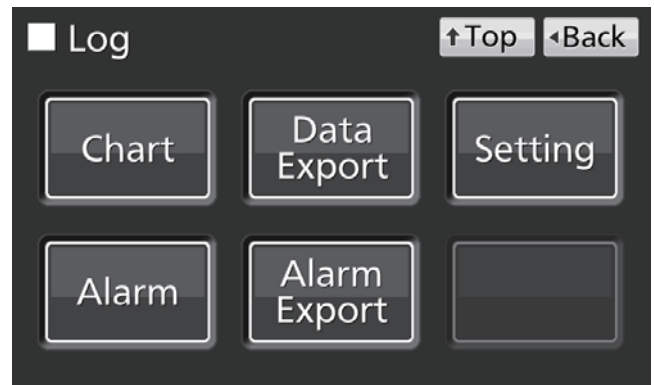 Log
↑Top
◂Back
Chart
Data
Export
Setting
Alarm
Alarm
Export